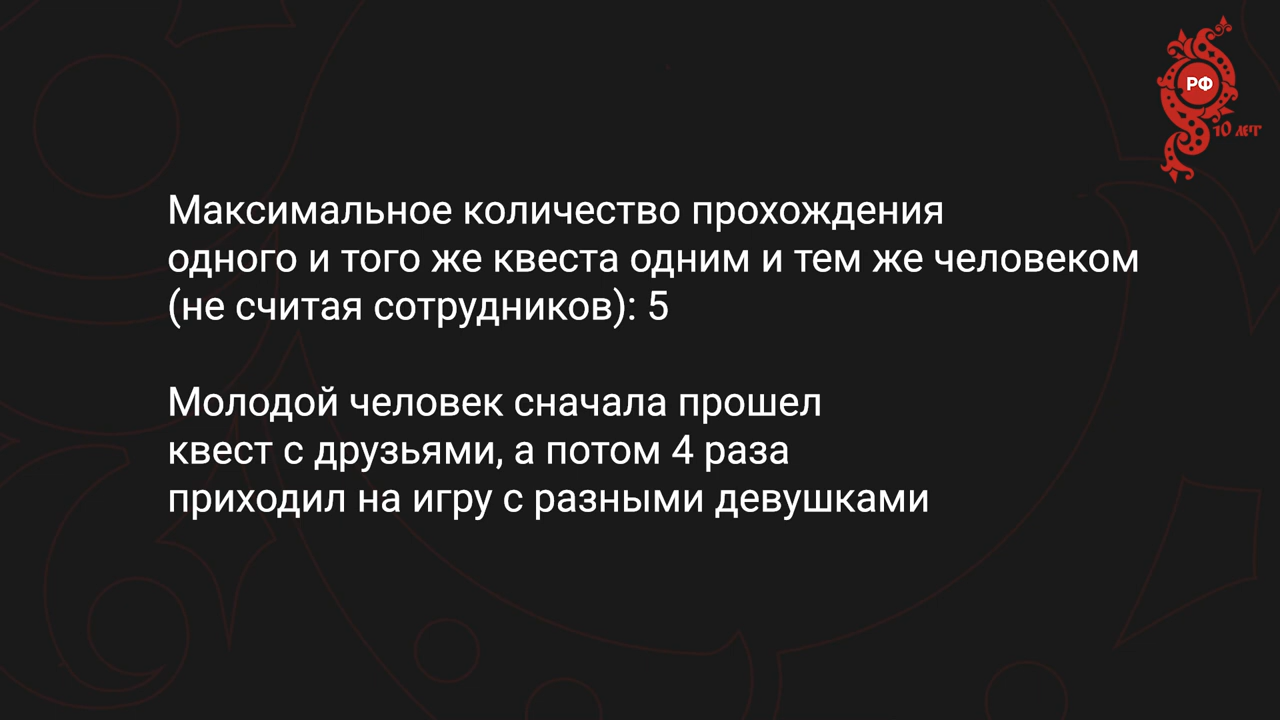 РФ
10 лет
Максимальное количество прохождения
одного и того же квеста одним и тем же человеком
(не считая сотрудников): 5
Молодой человек сначала прошел
квест с друзьями, а потом 4 раза
приходил на игру с разными девушками